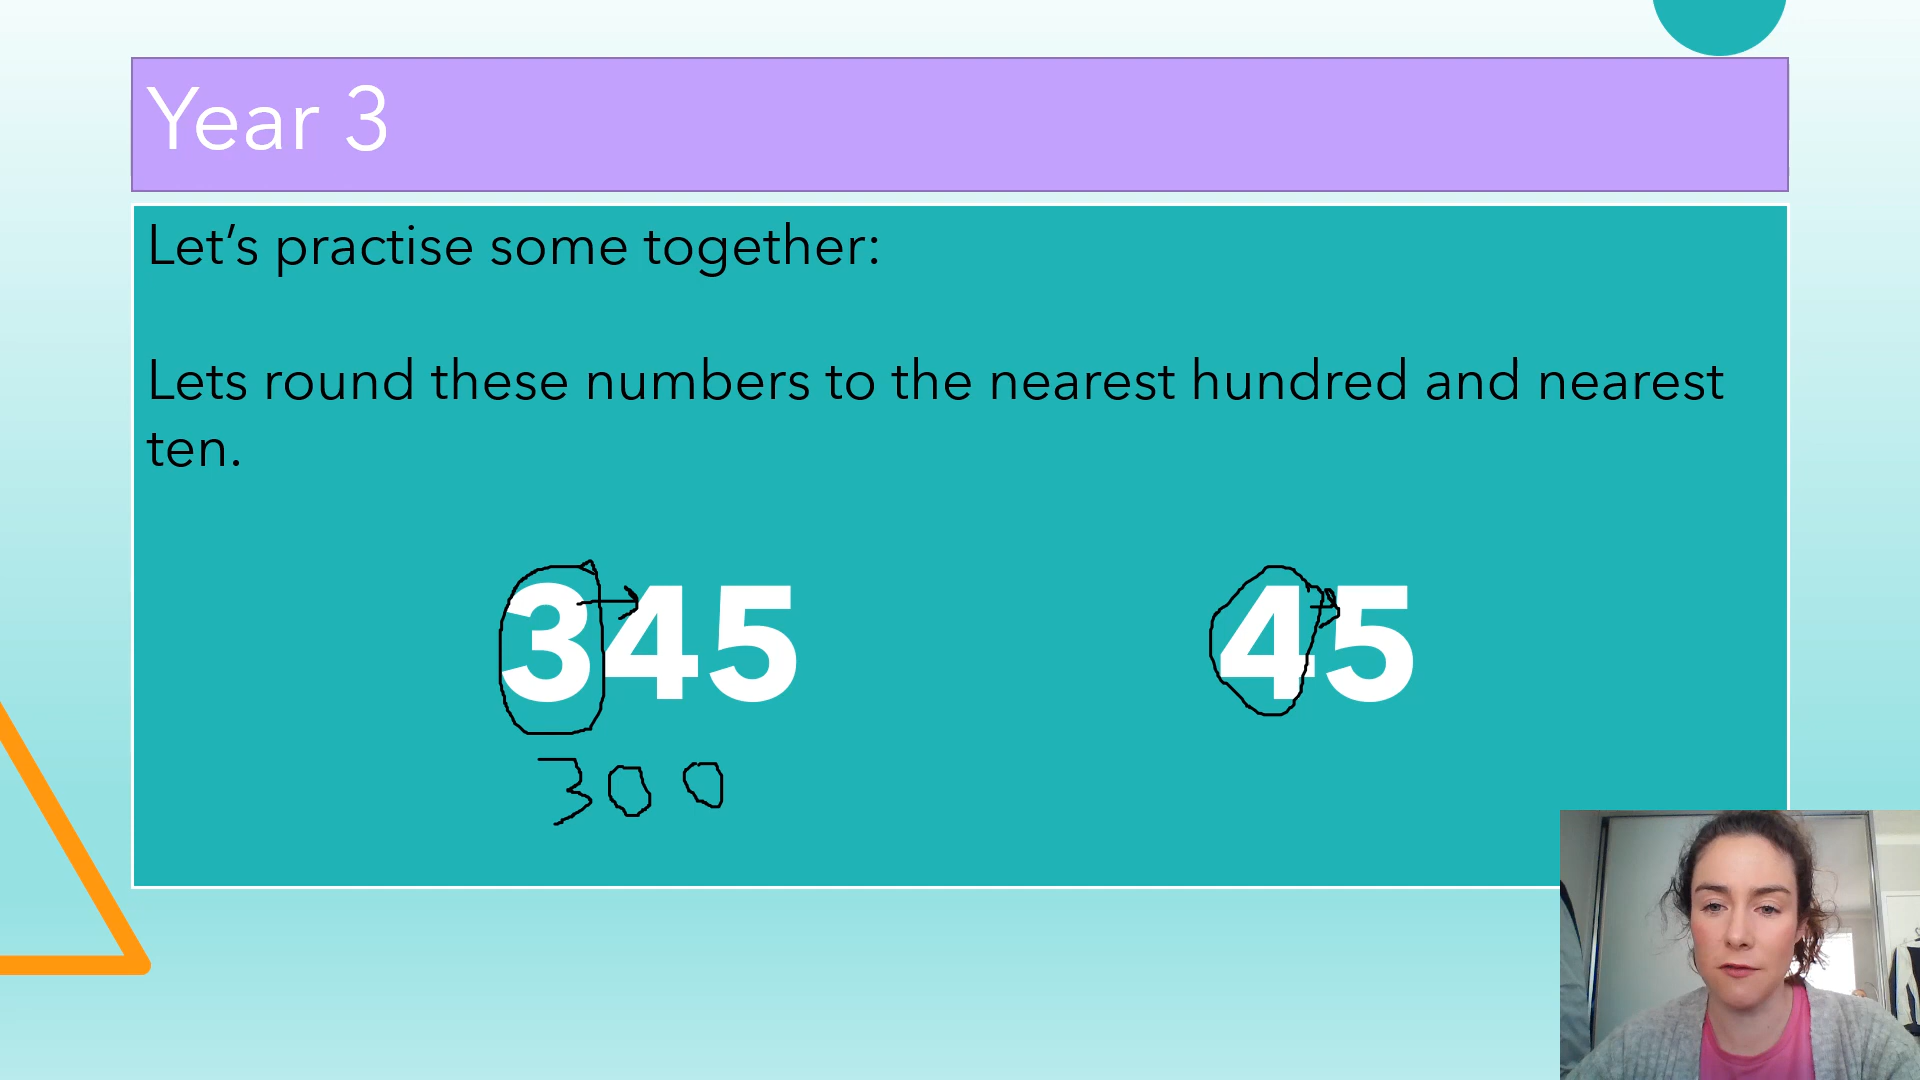 Year 3
Let’s practise some together:
Lets round these numbers to the nearest hundred and nearest
ten.
345 45
300